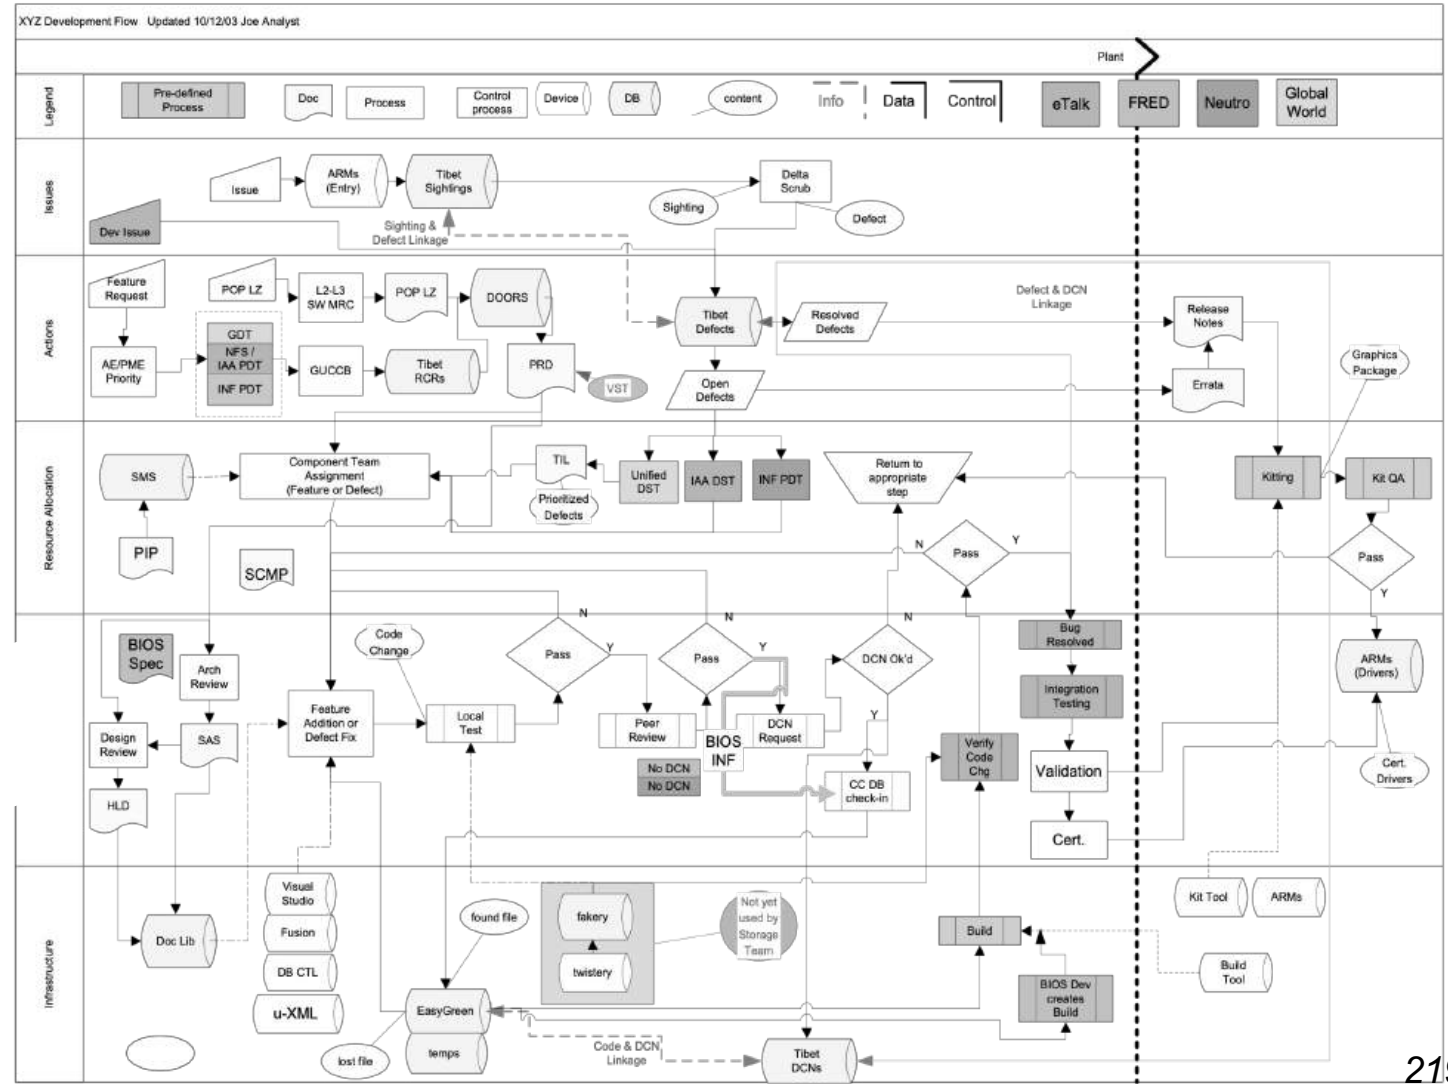 XYZ Development Flow   Updated 10/12/03 Joe Analyst
Plant
Legend
Pre-defined
Process
Doc
Process
Control
process
Device
DB
content
Info
Data
Control
eTalk
FRED
Neutro
Global
World
Issues
Issue
ARMs
(Entry)
Tibet
Sightings
Delta
Scrub
Sighting
Defect
Dev Issue
Sighting &
Defect Linkage
Actions
Feature
Request
POP LZ
L2-L3
SW MRC
POP LZ
DOORS
Tibet
Defects
Resolved
Defects
Defect & DCN
Linkage
Release
Notes
AE/PME
Priority
GDT
NFS /
IAA PDT
INF PDT
GUCCB
Tibet
RCRs
PRD
VST
Open
Defects
Errata
Graphics
Package
Resource Allocation
SMS
Component Team
Assignment
(Feature or Defect)
TIL
Prioritized
Defects
Unified
DST
IAA DST
INF PDT
Return to
appropriate
step
Kitting
Kit QA
PIP
SCMP
N
Pass
Y
Pass
Y
BIOS
Spec
Arch
Review
Code
Change
N
Pass
Y
N
Pass
Y
N
DCN Ok'd
Y
Bug
Resolved
ARMs
(Drivers)
Design
Review
SAS
Feature
Addition or
Defect Fix
Local
Test
Peer
Review
BIOS
INF
DCN
Request
Integration
Testing
No DCN
No DCN
CC DB
check-in
Verify
Code
Chg
Validation
Cert.
Drivers
HLD
Cert.
Infrastructure
Visual
Studio
Fusion
DB CTL
u-XML
Doc Lib
found file
fakery
twistery
Not yet
used by
Storage
Team
Build
Kit Tool
ARMs
Build
Tool
BIOS Dev
creates
Build
EasyGreen
temps
lost file
Code & DCN
Linkage
Tibet
DCNs